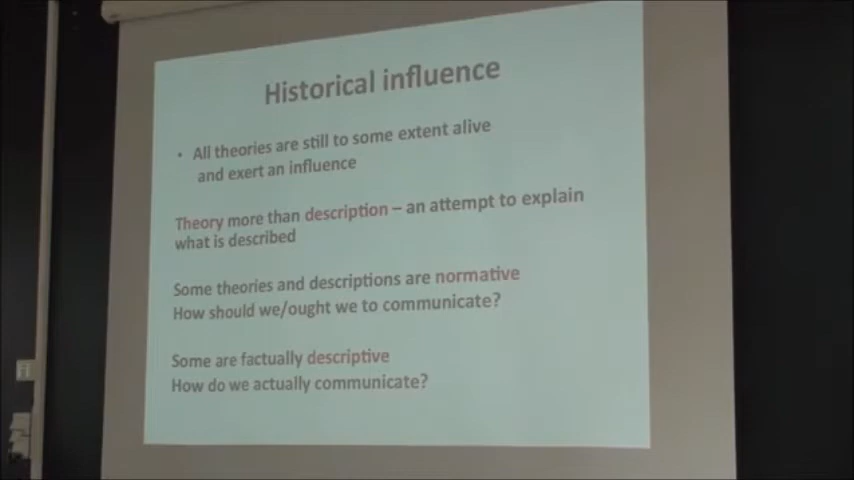 Historical influence
• All theories are still to some extent alive
and exert an influence
Theory more than description – an attempt to explain
what is described
Some theories and descriptions are normative
How should we/ought we to communicate?
Some are factually descriptive
How do we actually communicate?